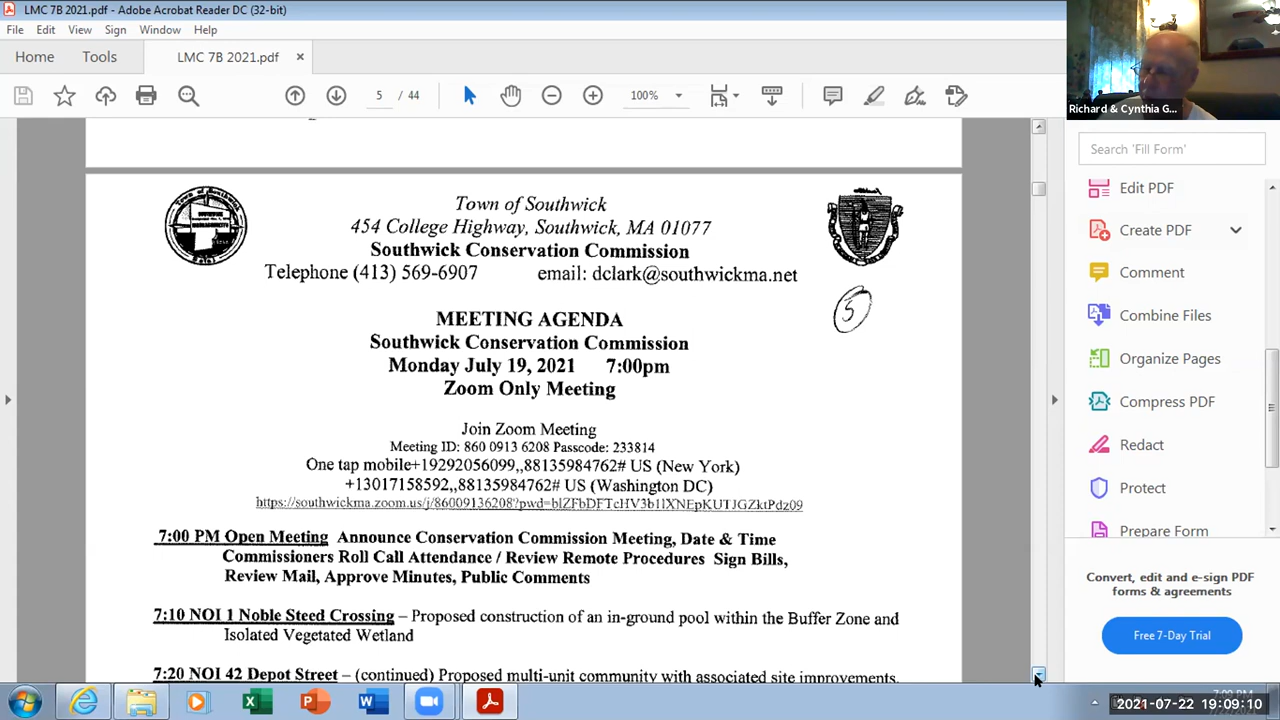 LMC 7B 2021.pdf - Adobe Acrobat Reader DC (32-bit)
File Edit View Sign Window Help
Home Tools LMC 7B 2021.pdf ×
5 / 44 100%
Richard & Cynthia G...
Search 'Fill Form'
Edit PDF
Create PDF
Comment
Combine Files
Organize Pages
Compress PDF
Redact
Protect
Prepare Form
Convert, edit and e-sign PDF
forms & agreements
Free 7-Day Trial
Town of Southwick
454 College Highway, Southwick, MA 01077
Southwick Conservation Commission
Telephone (413) 569-6907 email: dclark@southwickma.net
5
MEETING AGENDA
Southwick Conservation Commission
Monday July 19, 2021 7:00pm
Zoom Only Meeting
Join Zoom Meeting
Meeting ID: 860 0913 6208 Passcode: 233814
One tap mobile+19292056099,,88135984762# US (New York)
+13017158592,,88135984762# US (Washington DC)
7:00 PM Open Meeting Announce Conservation Commission Meeting, Date & Time
Commissioners Roll Call Attendance / Review Remote Procedures Sign Bills,
Review Mail, Approve Minutes, Public Comments
7:10 NOI 1 Noble Steed Crossing – Proposed construction of an in-ground pool within the Buffer Zone and
Isolated Vegetated Wetland
7:20 NOI 42 Depot Street – (continued) Proposed multi-unit community with associated site improvements.
2021-07-22 19:09:10